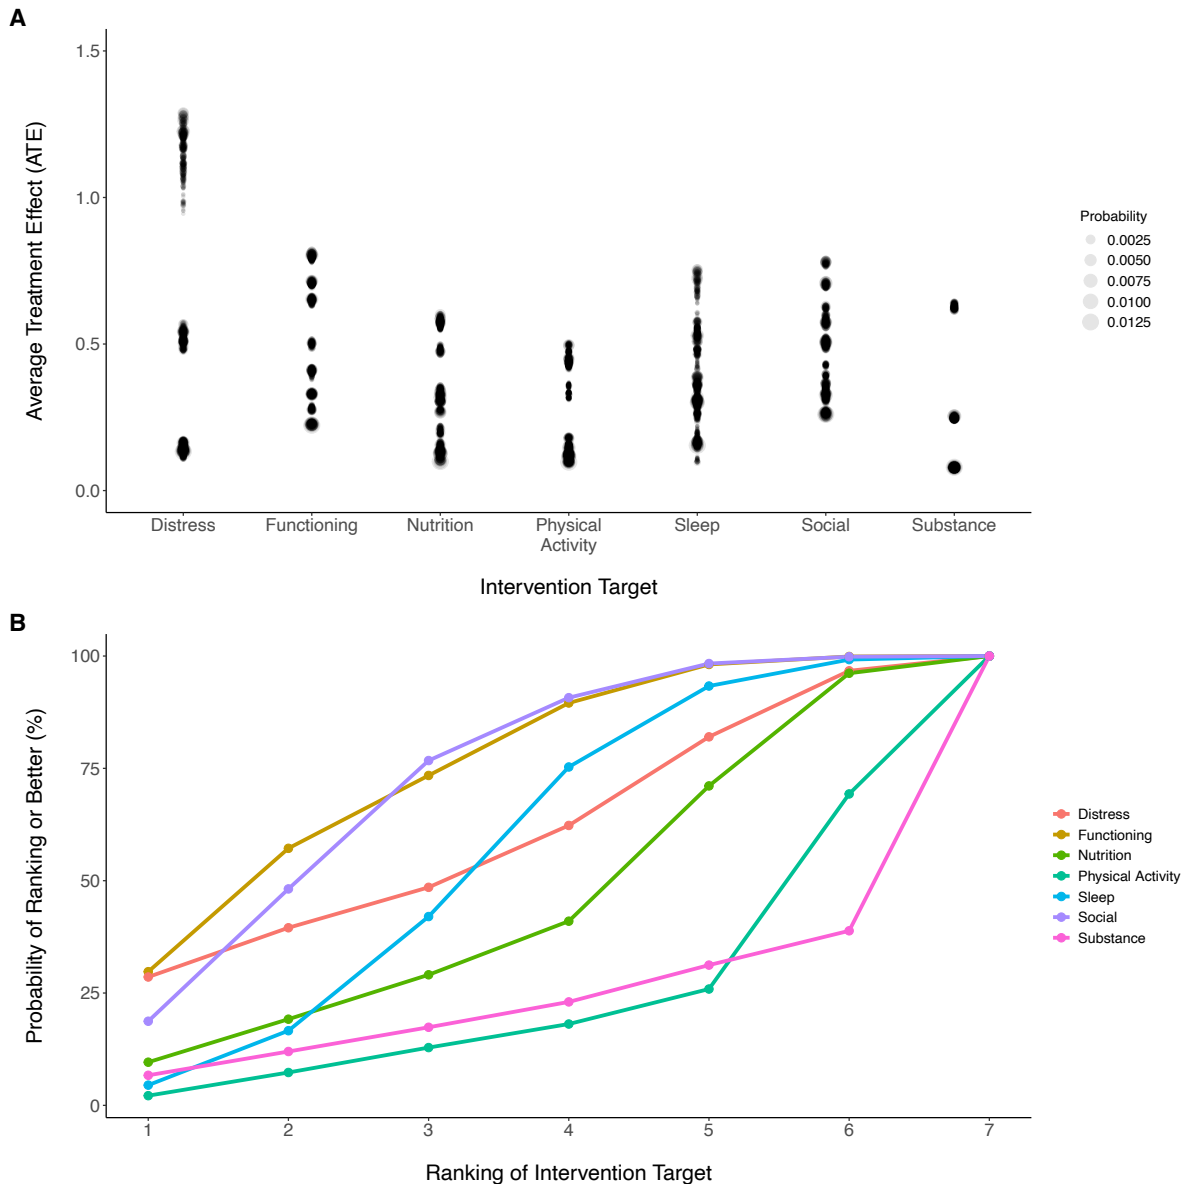 A
Average Treatment Effect (ATE)
1.5
1.0
0.5
0.0
Distress
Functioning
Nutrition
Physical
Activity
Sleep
Social
Substance
Intervention Target
Probability
0.0025
0.0050
0.0075
0.0100
0.0125
B
Probability of Ranking or Better (%)
100
75
50
25
0
1
2
3
4
5
6
7
Ranking of Intervention Target
Distress
Functioning
Nutrition
Physical Activity
Sleep
Social
Substance